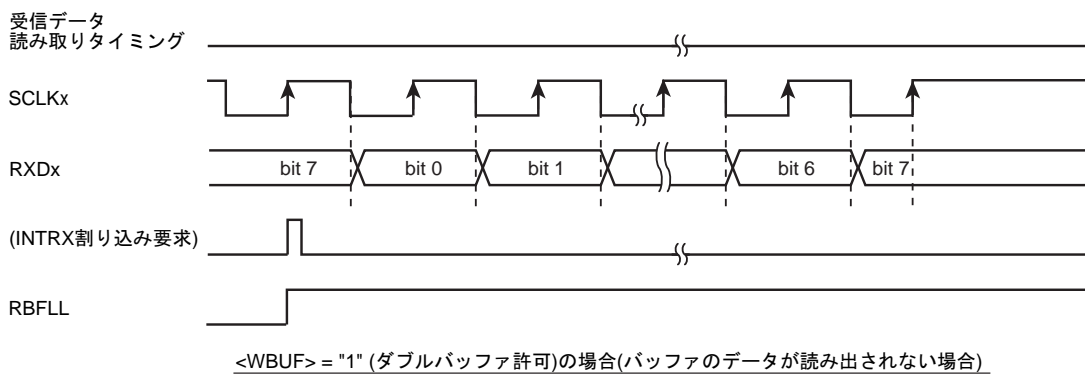 受信データ
読み取りタイミング
SCLKx
RXDx
bit 7 bit 0 bit 1 bit 6 bit 7
(INTRX割り込み要求)
RBFLL
<WBUF> = "1" (ダブルバッファ許可)の場合(バッファのデータが読み出されない場合)